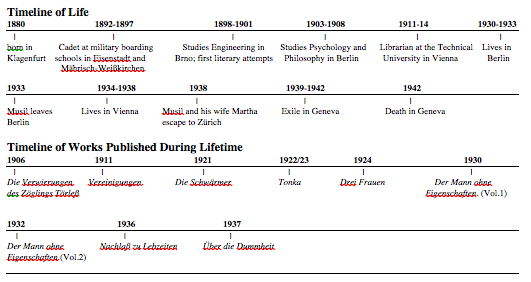 Timeline of Life
1880 1892-1897 1898-1901 1903-1908 1911-14 1930-1933
born in Cadet at military boarding Studies Engineering in Studies Psychology and Librarian at the Technical Lives in
Klagenfurt schools in Eisenstadt and Brno; first literary attempts Philosophy in Berlin University in Vienna Berlin
Mährisch-Weißkirchen
1933 1934-1938 1938 1939-1942 1942
Musil leaves Lives in Vienna Musil and his wife Martha Exile in Geneva Death in Geneva
Berlin escape to Zürich
Timeline of Works Published During Lifetime
1906 1911 1921 1922/23 1924 1930
Die Verwirrungen Vereinigungen Die Schwärmer Tonka Drei Frauen Der Mann ohne
des Zöglings Törleß Eigenschaften. (Vol.1)
1932 1936 1937
Der Mann ohne Nachlaß zu Lebzeiten Über die Dummheit
Eigenschaften (Vol.2)